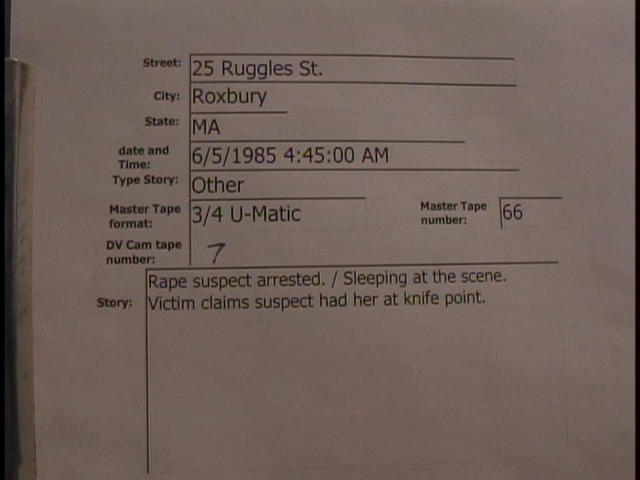 Street: 25 Ruggles St.
City: Roxbury
State: MA
date and Time: 6/5/1985 4:45:00 AM
Type Story: Other
Master Tape format: 3/4 U-Matic Master Tape number: 66
DV Cam tape number: 7
Story: Rape suspect arrested. / Sleeping at the scene.
Victim claims suspect had her at knife point.